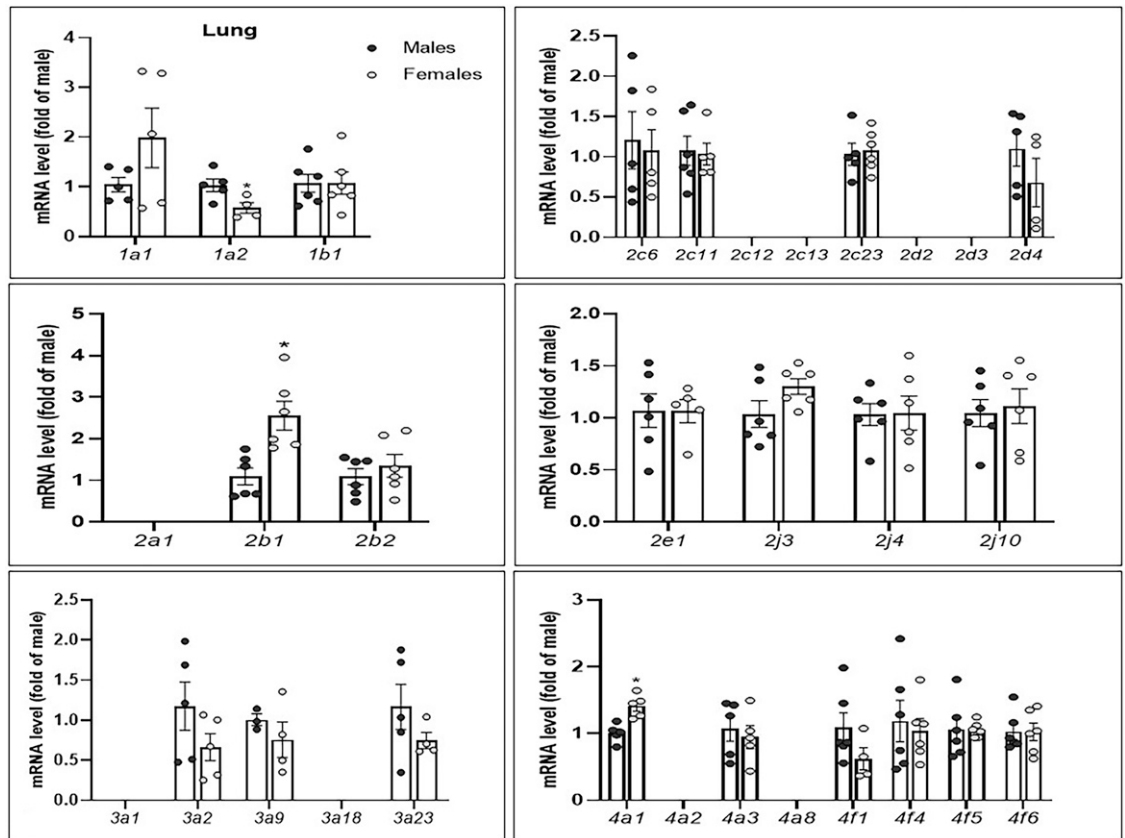 Lung
Males
Females
mRNA level (fold of male)
4
3
2
1
0
*
1a1 1a2 1b1
mRNA level (fold of male)
2.5
2.0
1.5
1.0
0.5
0.0
2c6 2c11 2c12 2c13 2c23 2d2 2d3 2d4
mRNA level (fold of male)
5
4
3
2
1
0
*
2a1 2b1 2b2
mRNA level (fold of male)
2.0
1.5
1.0
0.5
0.0
2e1 2j3 2j4 2j10
mRNA level (fold of male)
2.5
2.0
1.5
1.0
0.5
0.0
3a1 3a2 3a9 3a18 3a23
mRNA level (fold of male)
3
2
1
0
*
4a1 4a2 4a3 4a8 4f1 4f4 4f5 4f6